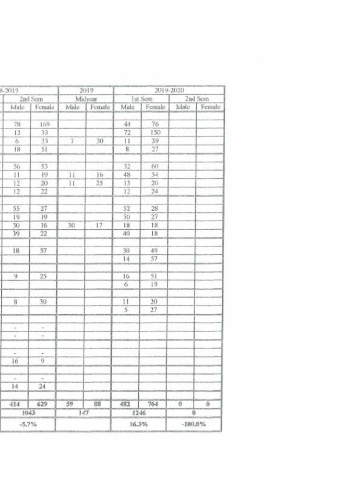 8-2019 2019 2019-2020
2nd Sem Midyear 1st Sem 2nd Sem
Male Female Male Female Male Female Male Female
78 169 44 76
13 33 72 150
6 33 7 30 11 39
18 51 8 27
56 53 32 60
11 19 11 16 48 54
12 20 11 25 13 20
12 22 12 24
55 27 52 28
19 19 30 27
30 16 30 17 18 18
39 22 40 18
18 57 30 49
14 57
9 25 16 51
6 19
8 30 11 20
5 27
- -
- -
- -
16 9
- -
14 24
414 629 59 88 482 764 0 0
1043 147 1246 0
-5.7% 16.3% -100.0%